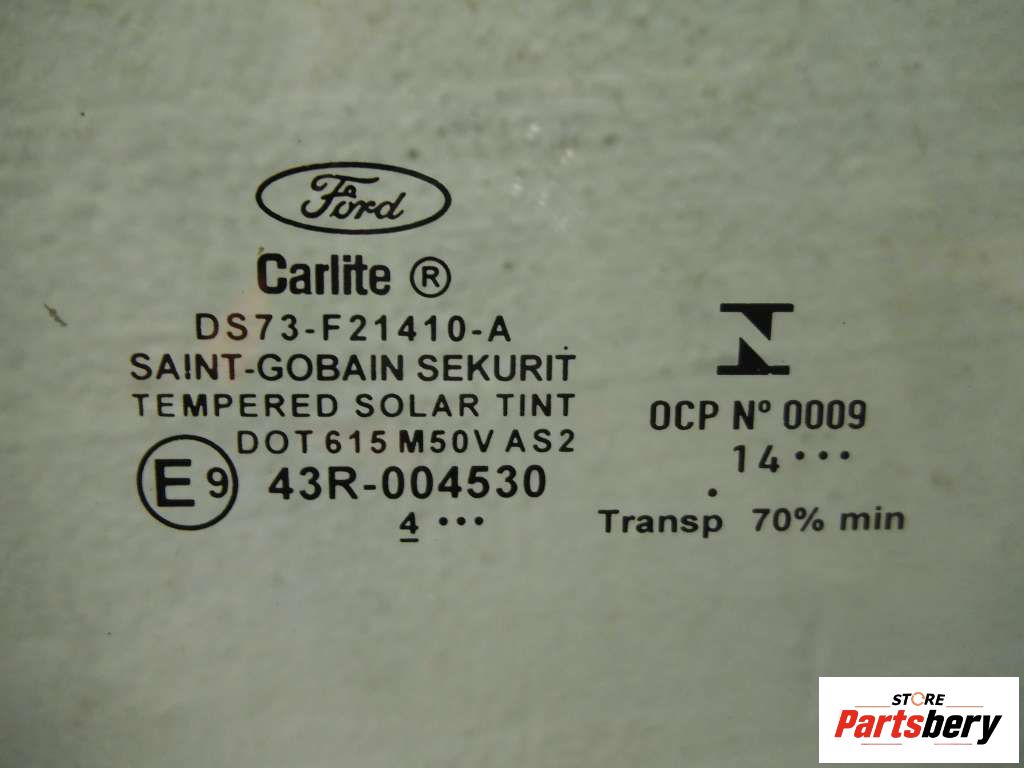 Ford
Carlite ®
DS73-F21410-A
SAINT-GOBAIN SEKURIT
TEMPERED SOLAR TINT
DOT 615 M50V AS2
E9 43R-004530
4 •••
OCP Nº 0009
14 •••
Transp 70% min
STORE
Partsbery